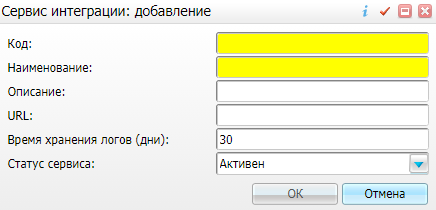 Сервис интеграции: добавление
Код:
Наименование:
Описание:
URL:
Время хранения логов (дни): 30
Статус сервиса: Активен
ОК Отмена